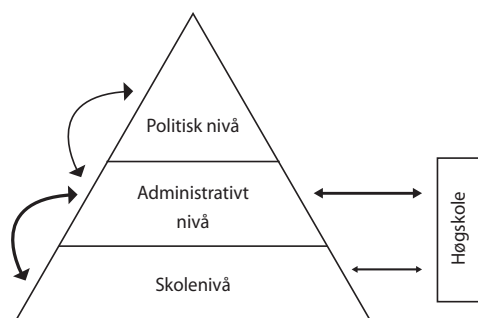 Politisk nivå
Administrativt
nivå
Skolenivå
Høgskole